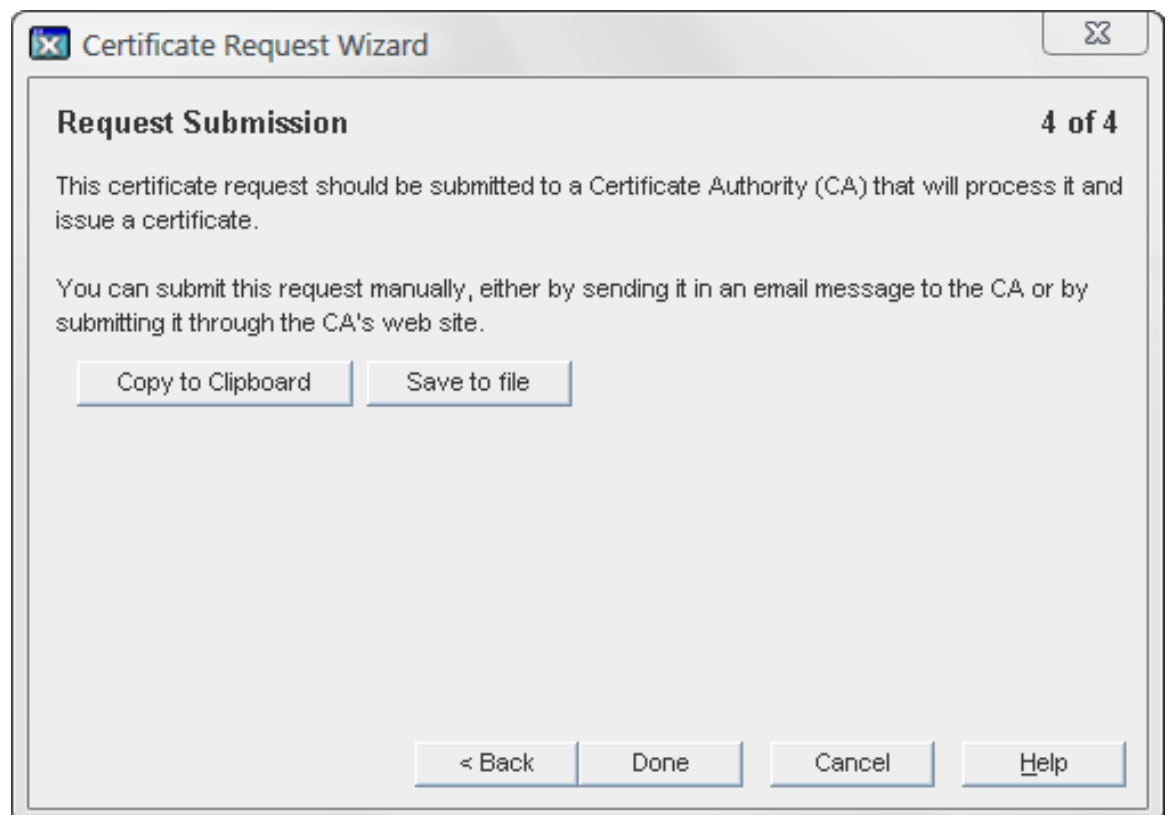 Certificate Request Wizard
Request Submission
4 of 4
This certificate request should be submitted to a Certificate Authority (CA) that will process it and
issue a certificate.
You can submit this request manually, either by sending it in an email message to the CA or by
submitting it through the CA's web site.
Copy to Clipboard
Save to file
< Back
Done
Cancel
Help